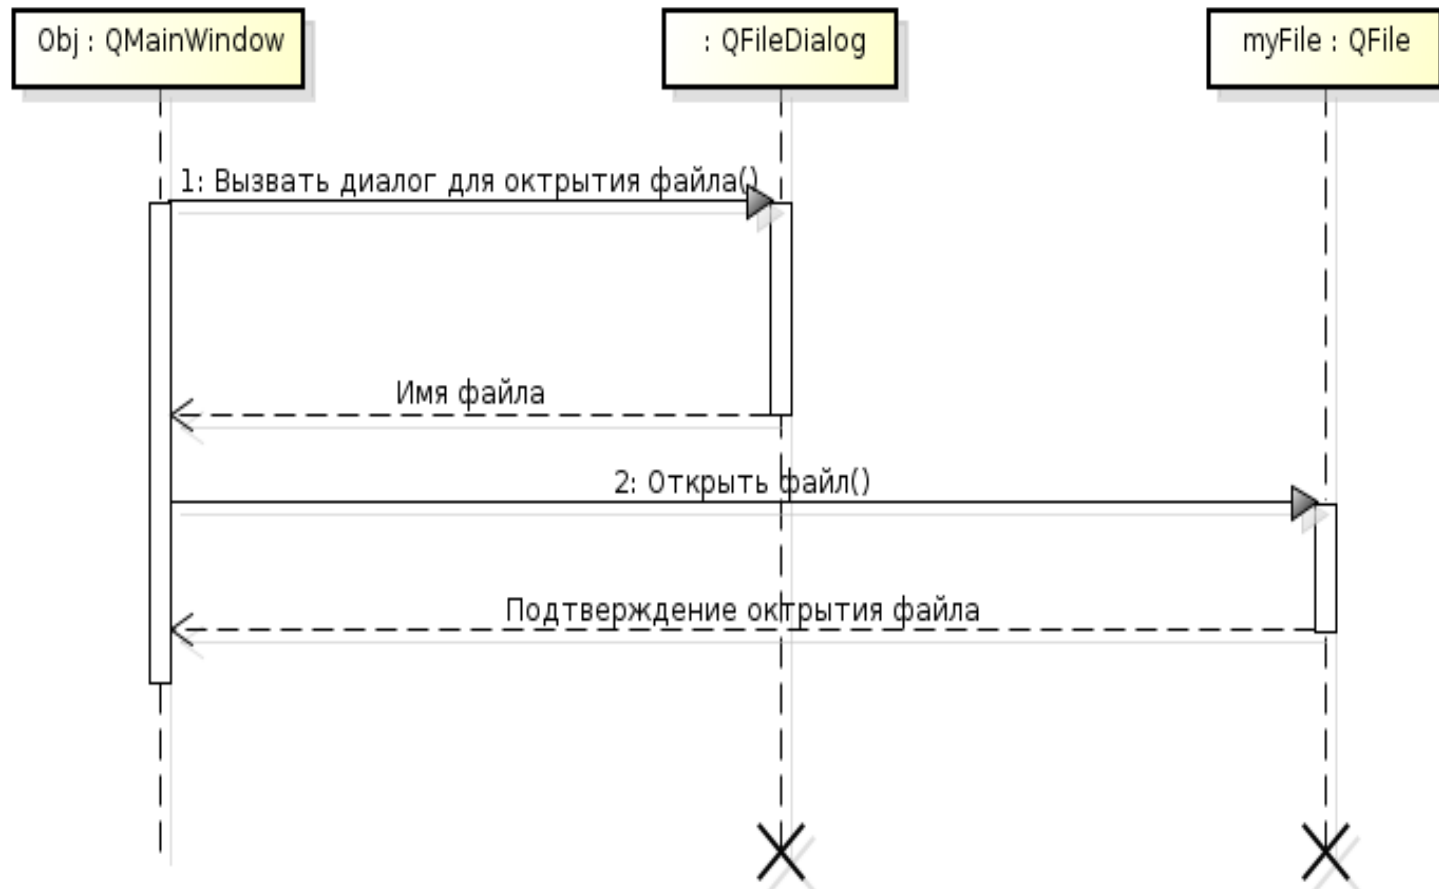 Obj : QMainWindow
: QFileDialog
myFile : QFile
1: Вызвать диалог для октрытия файла()
Имя файла
2: Открыть файл()
Подтверждение октрытия файла